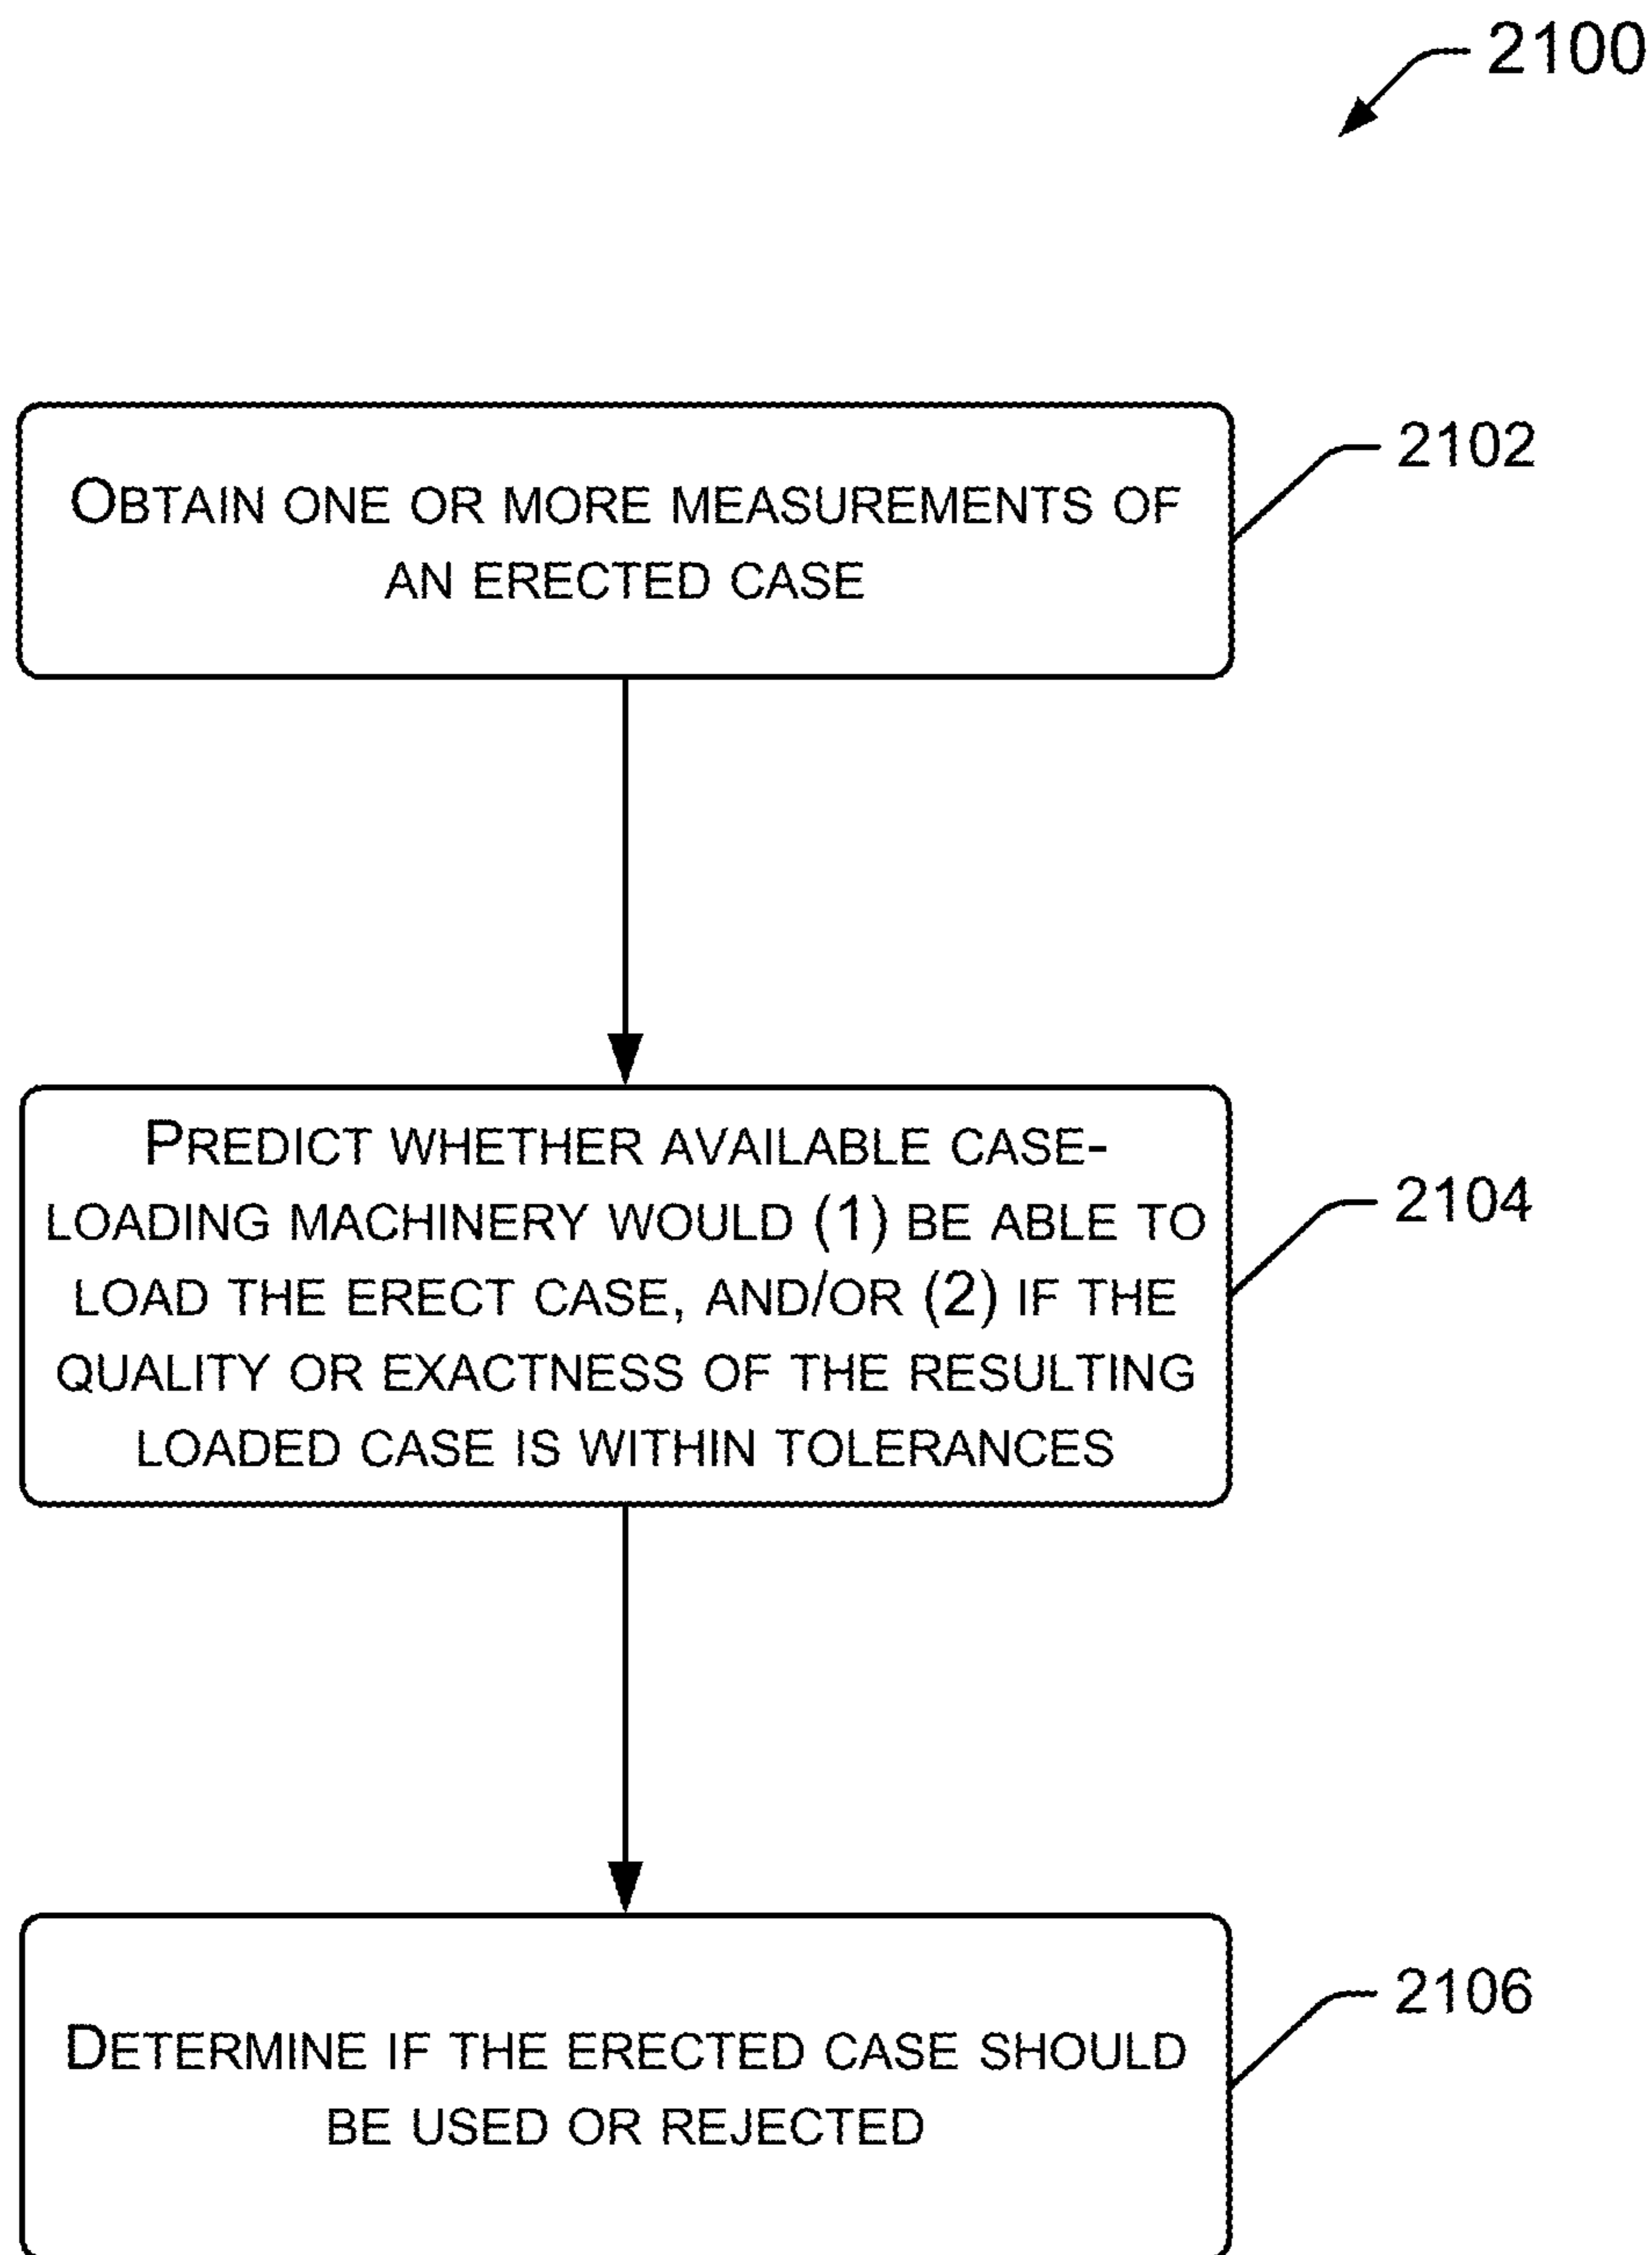 2100
OBTAIN ONE OR MORE MEASUREMENTS OF
AN ERECTED CASE
2102
PREDICT WHETHER AVAILABLE CASE-
LOADING MACHINERY WOULD (1) BE ABLE TO
LOAD THE ERECT CASE, AND/OR (2) IF THE
QUALITY OR EXACTNESS OF THE RESULTING
LOADED CASE IS WITHIN TOLERANCES
2104
DETERMINE IF THE ERECTED CASE SHOULD
BE USED OR REJECTED
2106